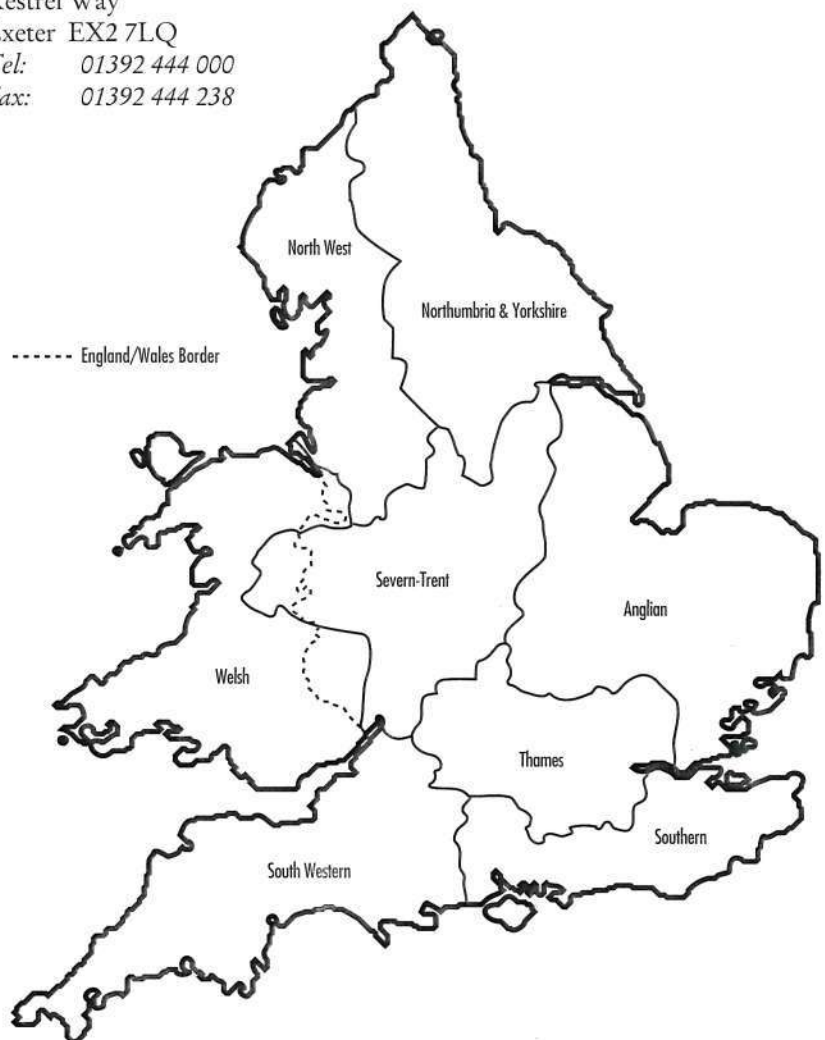 Kestrel Way
Exeter EX2 7LQ
Tel: 01392 444 000
Fax: 01392 444 238
North West
Northumbria & Yorkshire
England/Wales Border
Severn-Trent
Anglian
Welsh
Thames
Southern
South Western